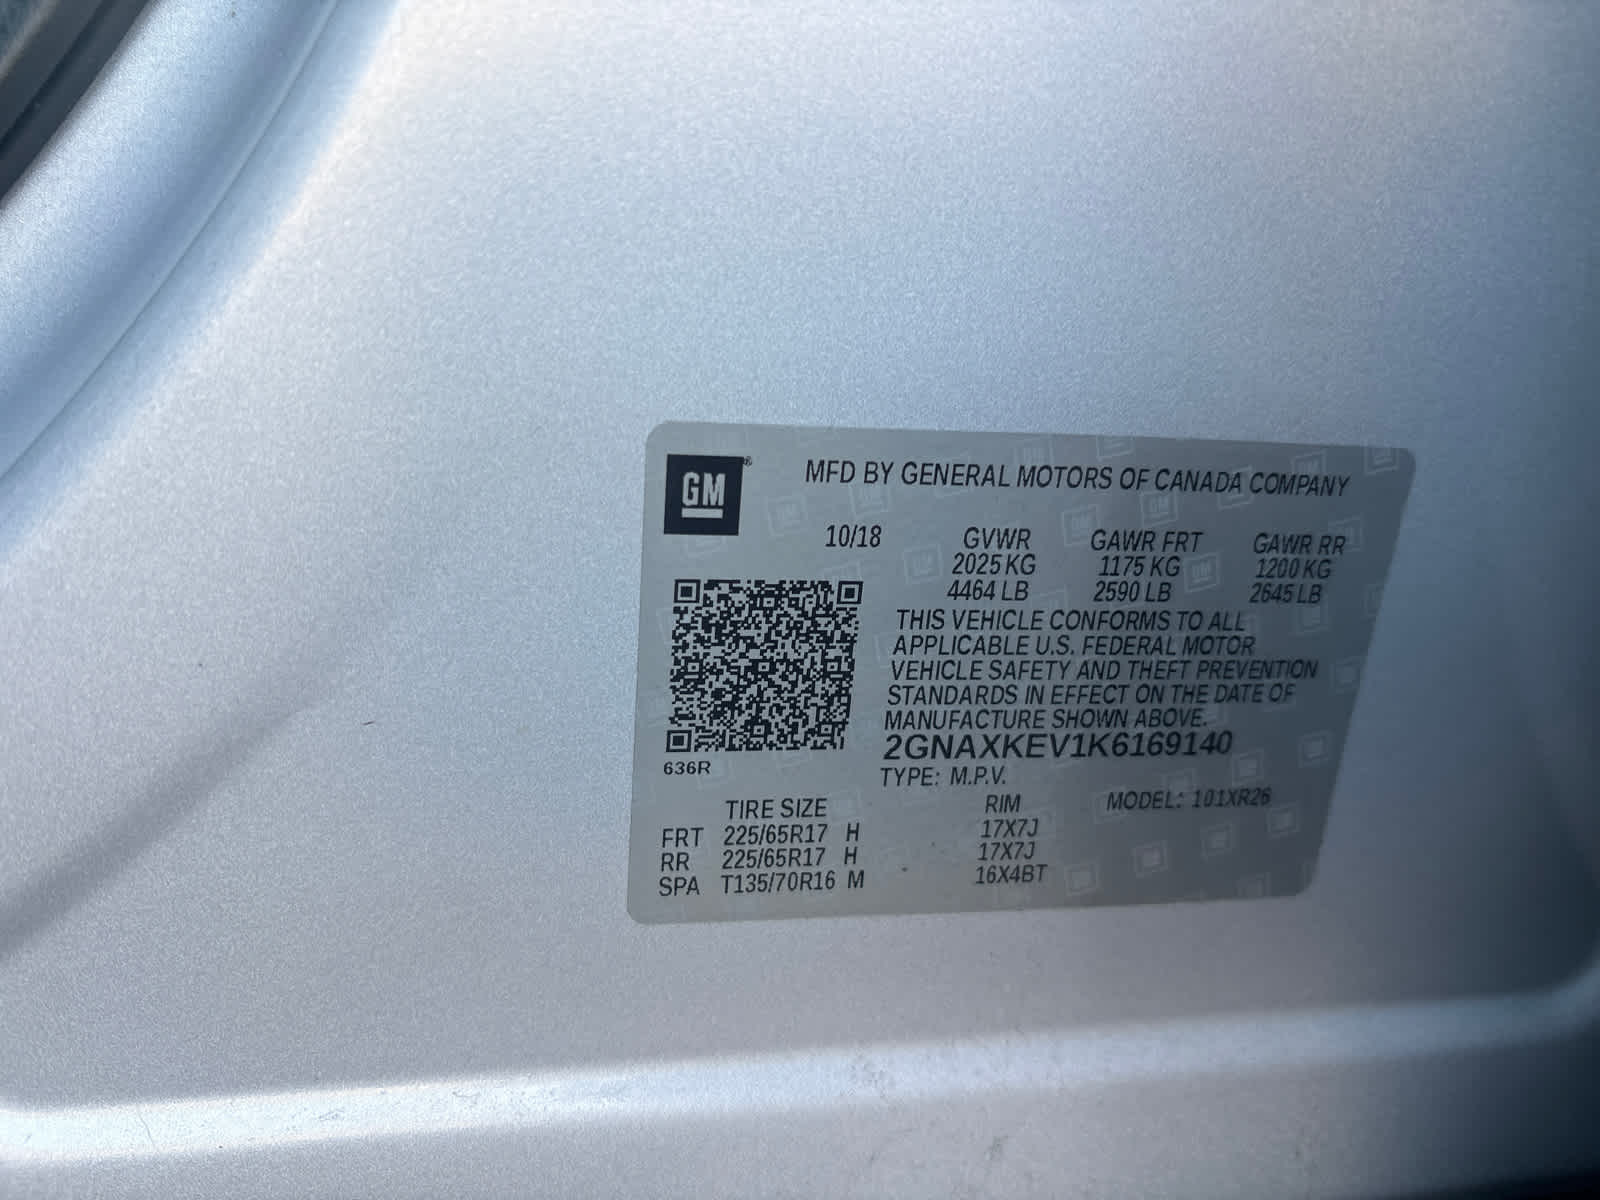 GM ®
MFD BY GENERAL MOTORS OF CANADA COMPANY
10/18 GVWR GAWR FRT GAWR RR
2025 KG 1175 KG 1200 KG
4464 LB 2590 LB 2645 LB
THIS VEHICLE CONFORMS TO ALL
APPLICABLE U.S. FEDERAL MOTOR
VEHICLE SAFETY AND THEFT PREVENTION
STANDARDS IN EFFECT ON THE DATE OF
MANUFACTURE SHOWN ABOVE.
2GNAXKEV1K6169140
636R
TYPE: M.P.V.
TIRE SIZE RIM MODEL: 101XR26
FRT 225/65R17 H 17X7J
RR 225/65R17 H 17X7J
SPA T135/70R16 M 16X4BT